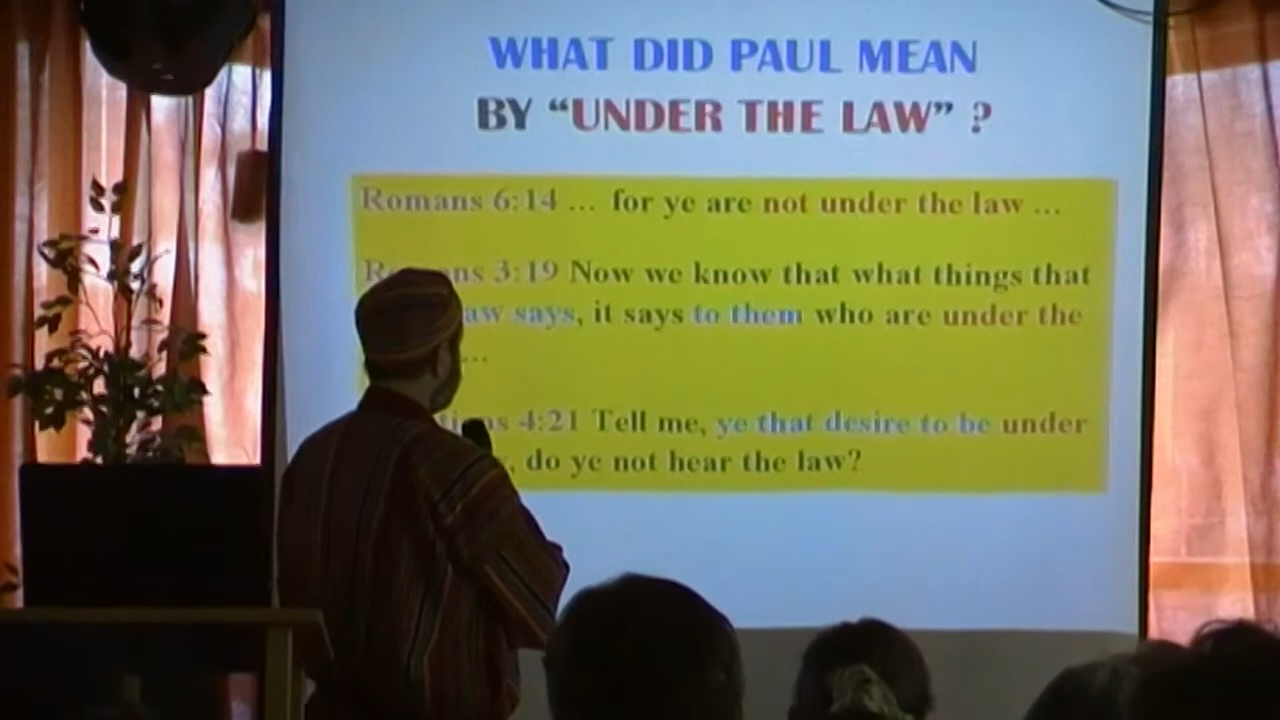 WHAT DID PAUL MEAN
BY “UNDER THE LAW” ?
Romans 6:14 ... for ye are not under the law ...
3:19 Now we know that what things that
says, it says to them who are under the
...
4:21 Tell me, ye that desire to be under
, do ye not hear the law?